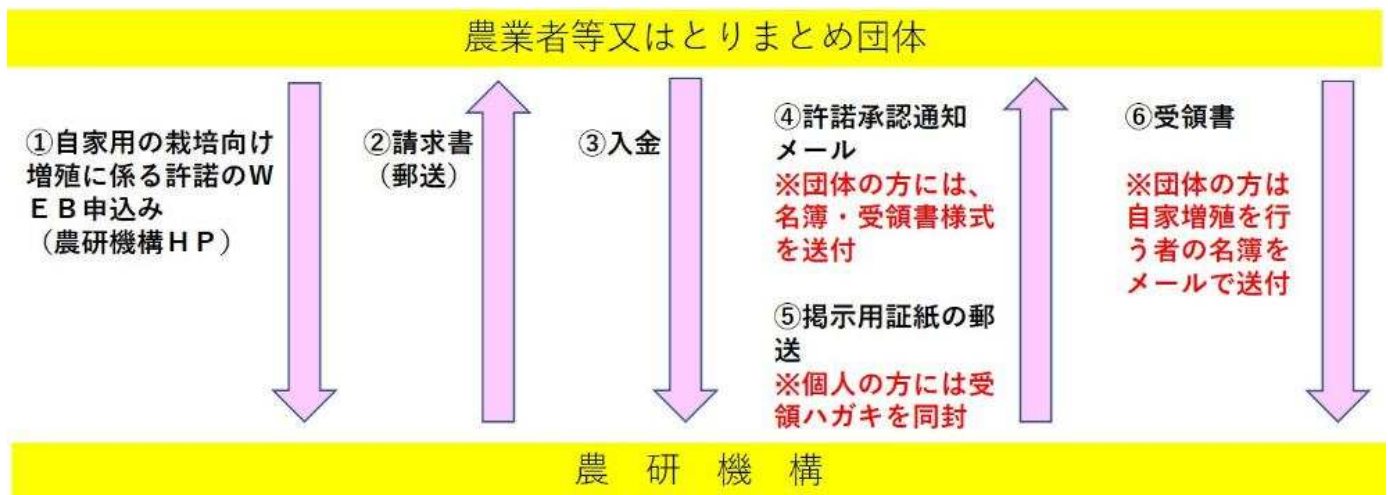 農業者等又はとりまとめ団体
①自家用の栽培向け
増殖に係る許諾のW
EB申込み
（農研機構HP）
②請求書
（郵送）
③入金
④許諾承認通知
メール
※団体の方には、
名簿・受領書様式
を送付
⑤掲示用証紙の郵
送
※個人の方には受
領ハガキを同封
⑥受領書
※団体の方は
自家増殖を行
う者の名簿を
メールで送付
農　研　機　構